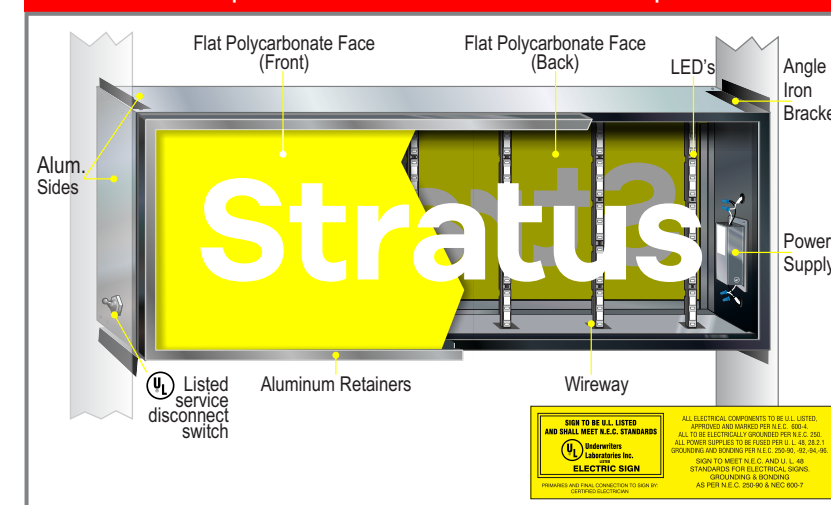 Flat Polycarbonate Face
(Front)
Flat Polycarbonate Face
(Back)
LED's
Angle
Iron
Alum.
Sides
Stratus
Power
Supply
UL Listed
service
disconnect
switch
Aluminum Retainers
Wireway
SIGN TO BE U.L. LISTED
AND SHALL MEET N.E.C. STANDARDS
UL Underwriters
Laboratories Inc.
LISTED
ELECTRIC SIGN
PRIMARIES AND FINAL CONNECTION TO SIGN BY:
CERTIFIED ELECTRICIAN
ALL ELECTRICAL COMPONENTS TO BE U.L. LISTED,
APPROVED AND MARKED PER N.E.C. 600-4.
ALL TO BE ELECTRICALLY GROUNDED PER N.E.C. 250.
ALL POWER SUPPLIES TO BE FUSED PER U. L. 48, 28.2.1
GROUNDING AND BONDING PER N.E.C. 250-90, -92,-94,-96.
SIGN TO MEET N.E.C. AND U. L. 48
STANDARDS FOR ELECTRICAL SIGNS.
GROUNDING & BONDING
AS PER N.E.C. 250-90 & NEC 600-7